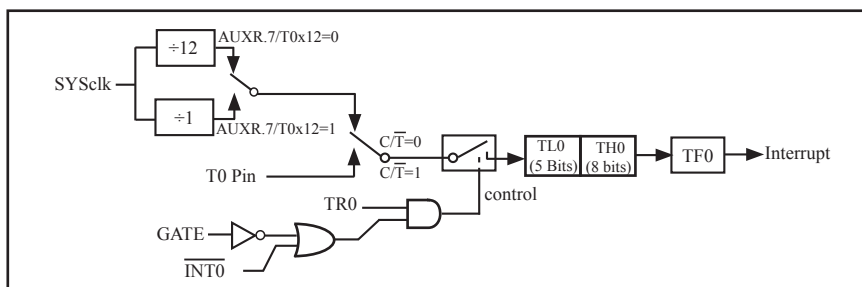 ÷12
AUXR.7/T0x12=0
SYSclk
÷1
AUXR.7/T0x12=1
C/T̅=0
C/T̅=1
T0 Pin
TL0
(5 Bits)
TH0
(8 bits)
TF0
Interrupt
control
TR0
GATE
I̅N̅T̅0̅